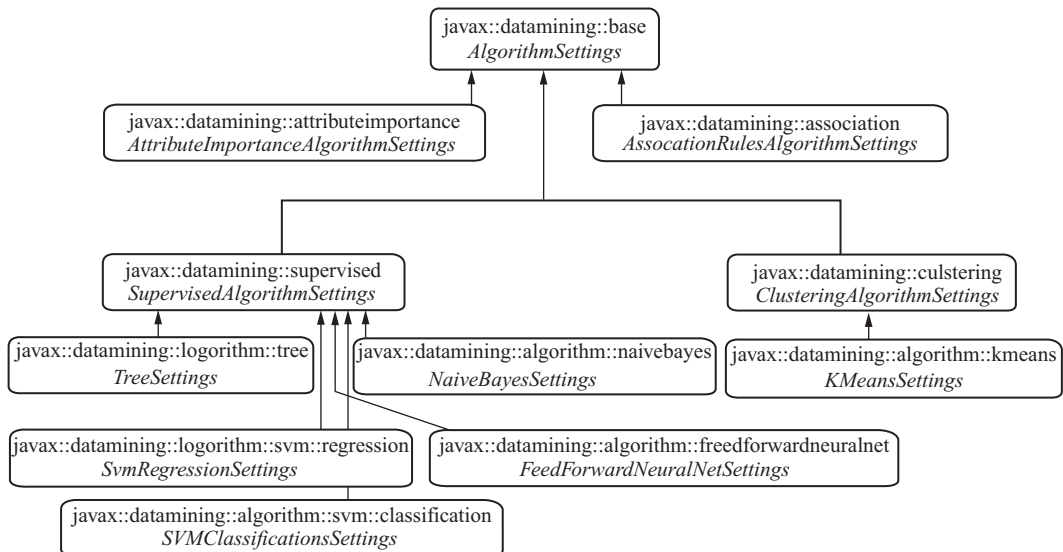 javax::datamining::base
AlgorithmSettings
javax::datamining::attributeimportance
AttributeImportanceAlgorithmSettings
javax::datamining::association
AssocationRulesAlgorithmSettings
javax::datamining::supervised
SupervisedAlgorithmSettings
javax::datamining::culstering
ClusteringAlgorithmSettings
javax::datamining::logorithm::tree
TreeSettings
javax::datamining::algorithm::naivebayes
NaiveBayesSettings
javax::datamining::algorithm::kmeans
KMeansSettings
javax::datamining::logorithm::svm::regression
SvmRegressionSettings
javax::datamining::algorithm::freedforwardneuralnet
FeedForwardNeuralNetSettings
javax::datamining::algorithm::svm::classification
SVMClassificationsSettings